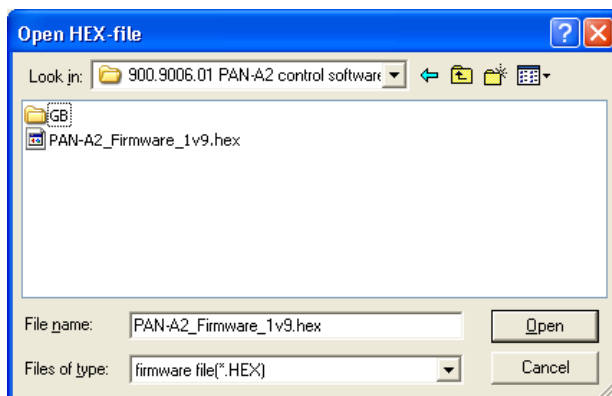 Open HEX-file
Look in: 900.9006.01 PAN-A2 control software
GB
PAN-A2_Firmware_1v9.hex
File name: PAN-A2_Firmware_1v9.hex Open
Files of type: firmware file(*.HEX) Cancel